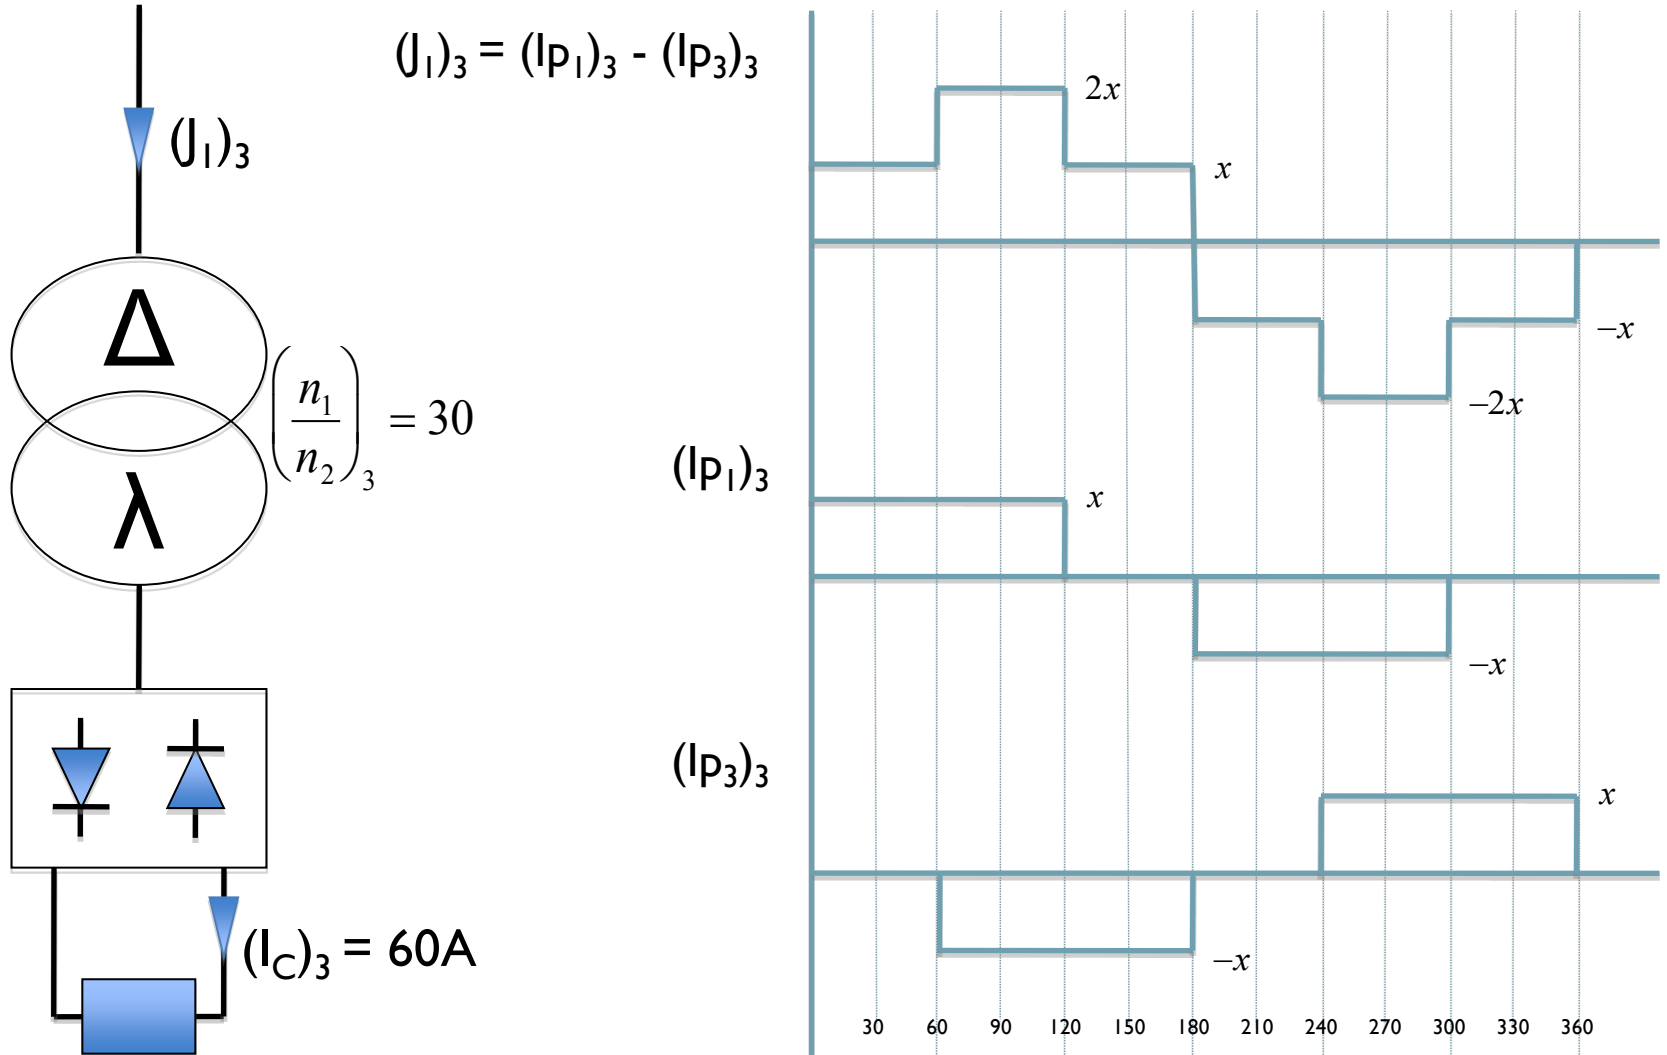 (J₁)₃ = (Ip₁)₃ - (Ip₃)₃
2x
(J₁)₃
x
Δ
-x
(n₁/n₂)₃ = 30
-2x
(Ip₁)₃
x
λ
-x
(Ip₃)₃
x
(I_C)₃ = 60A
-x
30 60 90 120 150 180 210 240 270 300 330 360